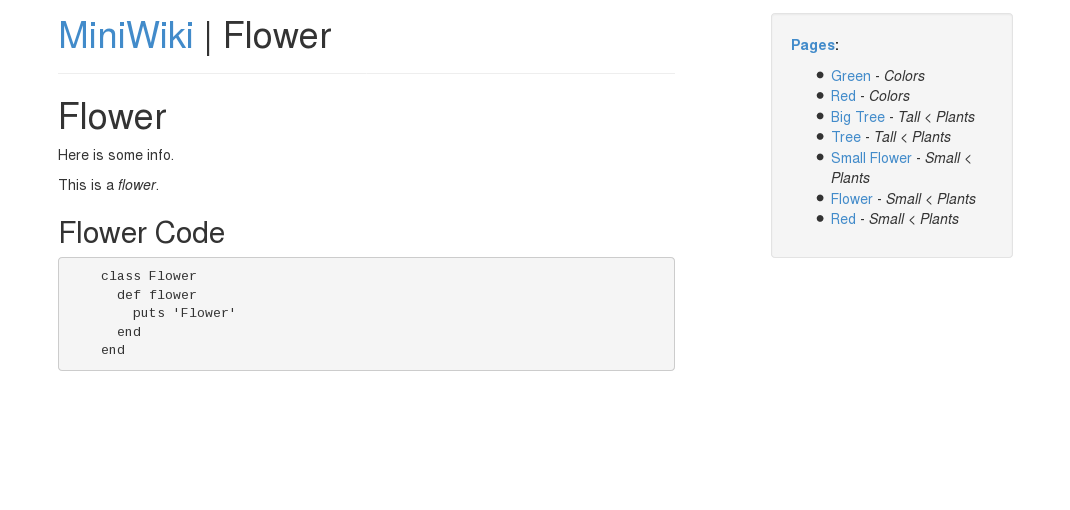 MiniWiki | Flower
Flower
Here is some info.
This is a flower.
Flower Code
    class Flower
      def flower
        puts 'Flower'
      end
    end
Pages:
Green - Colors
Red - Colors
Big Tree - Tall < Plants
Tree - Tall < Plants
Small Flower - Small <
Plants
Flower - Small < Plants
Red - Small < Plants